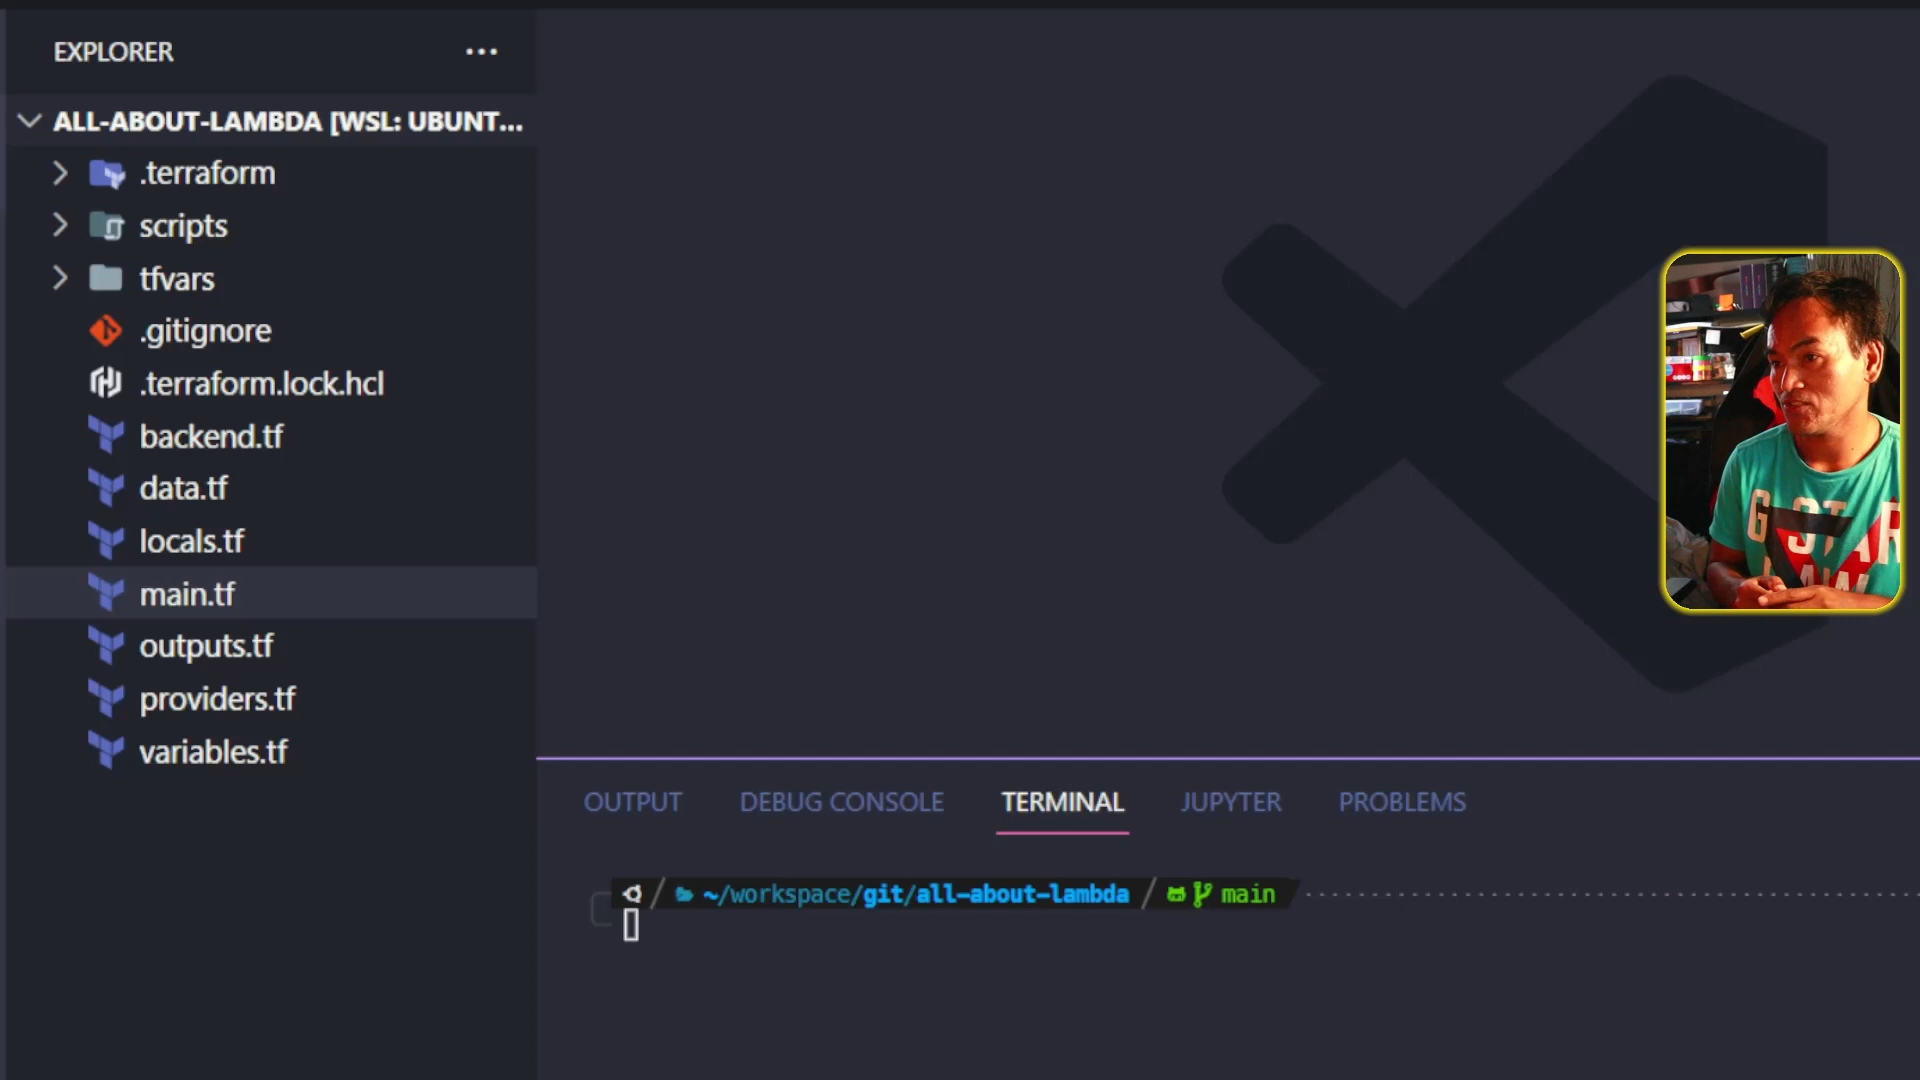 EXPLORER
ALL-ABOUT-LAMBDA [WSL: UBUNT...
.terraform
scripts
tfvars
.gitignore
.terraform.lock.hcl
backend.tf
data.tf
locals.tf
main.tf
outputs.tf
providers.tf
variables.tf
OUTPUT DEBUG CONSOLE TERMINAL JUPYTER PROBLEMS
~/workspace/git/all-about-lambda / main
G STAR